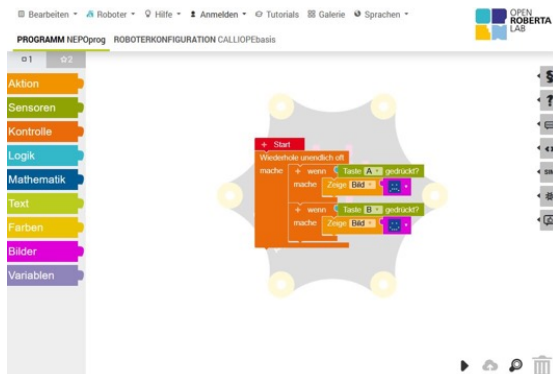 Bearbeiten Roboter Hilfe Anmelden Tutorials Galerie Sprachen
OPEN
ROBERTA
LAB
PROGRAMM NEPOprog ROBOTERKONFIGURATION CALLIOPEbasis
1 2
Aktion
Sensoren
Kontrolle
Logik
Mathematik
Text
Farben
Bilder
Variablen
+ Start
Wiederhole unendlich oft
mache + wenn Taste A gedrückt?
mache Zeige Bild
+ wenn Taste B gedrückt?
mache Zeige Bild
SIM